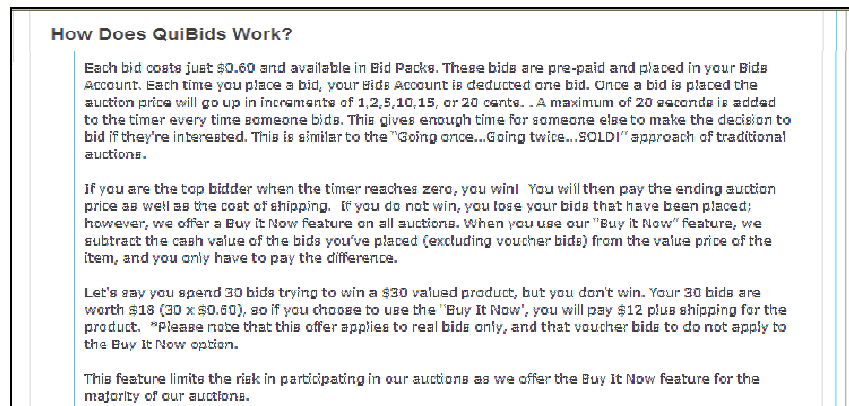 How Does QuiBids Work?
Each bid costs just $0.60 and available in Bid Packs. These bids are pre-paid and placed in your Bids
Account. Each time you place a bid, your Bids Account is deducted one bid. Once a bid is placed the
auction price will go up in increments of 1,2,5,10,15, or 20 cents. . A maximum of 20 seconds is added
to the timer every time someone bids. This gives enough time for someone else to make the decision to
bid if they're interested. This is similar to the "Going once...Going twice...SOLD!" approach of traditional
auctions.
If you are the top bidder when the timer reaches zero, you win!  You will then pay the ending auction
price as well as the cost of shipping.  If you do not win, you lose your bids that have been placed;
however, we offer a Buy it Now feature on all auctions. When you use our "Buy it Now" feature, we
subtract the cash value of the bids you've placed (excluding voucher bids) from the value price of the
item, and you only have to pay the difference.
Let's say you spend 30 bids trying to win a $30 valued product, but you don't win. Your 30 bids are
worth $18 (30 x $0.60), so if you choose to use the "Buy It Now", you will pay $12 plus shipping for the
product.  *Please note that this offer applies to real bids only, and that voucher bids to do not apply to
the Buy It Now option.
This feature limits the risk in participating in our auctions as we offer the Buy It Now feature for the
majority of our auctions.